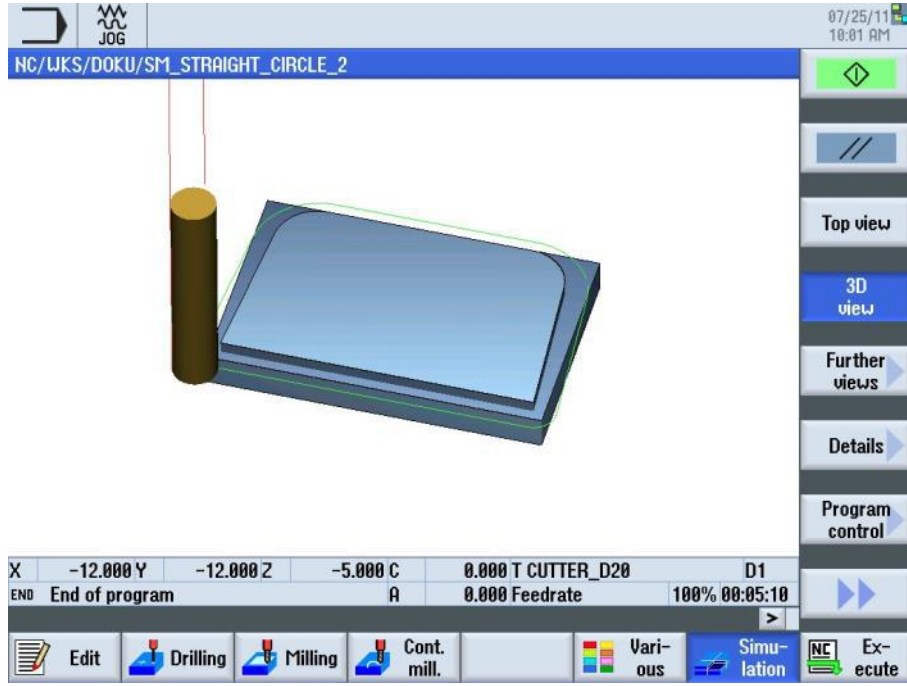 07/25/11
JOG
10:01 AM
NC/WKS/DOKU/SM_STRAIGHT_CIRCLE_2
//
Top view
3D
view
Further
views
Details
Program
control
X -12.000 Y -12.000 Z -5.000 C 0.000 T CUTTER_D20 D1
END End of program A 0.000 Feedrate 100% 00:05:10
>
Edit
Drilling
Milling
Cont.
mill.
Vari-
ous
Simu-
lation
NC
Ex-
ecute